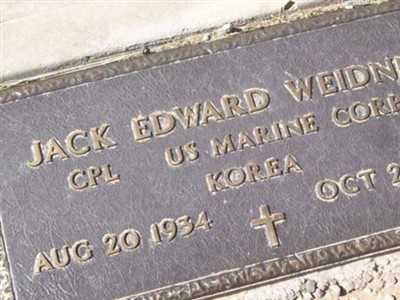 JACK EDWARD WEIDN
CPL US MARINE CORP
KOREA
AUG 20 1934 OCT 2